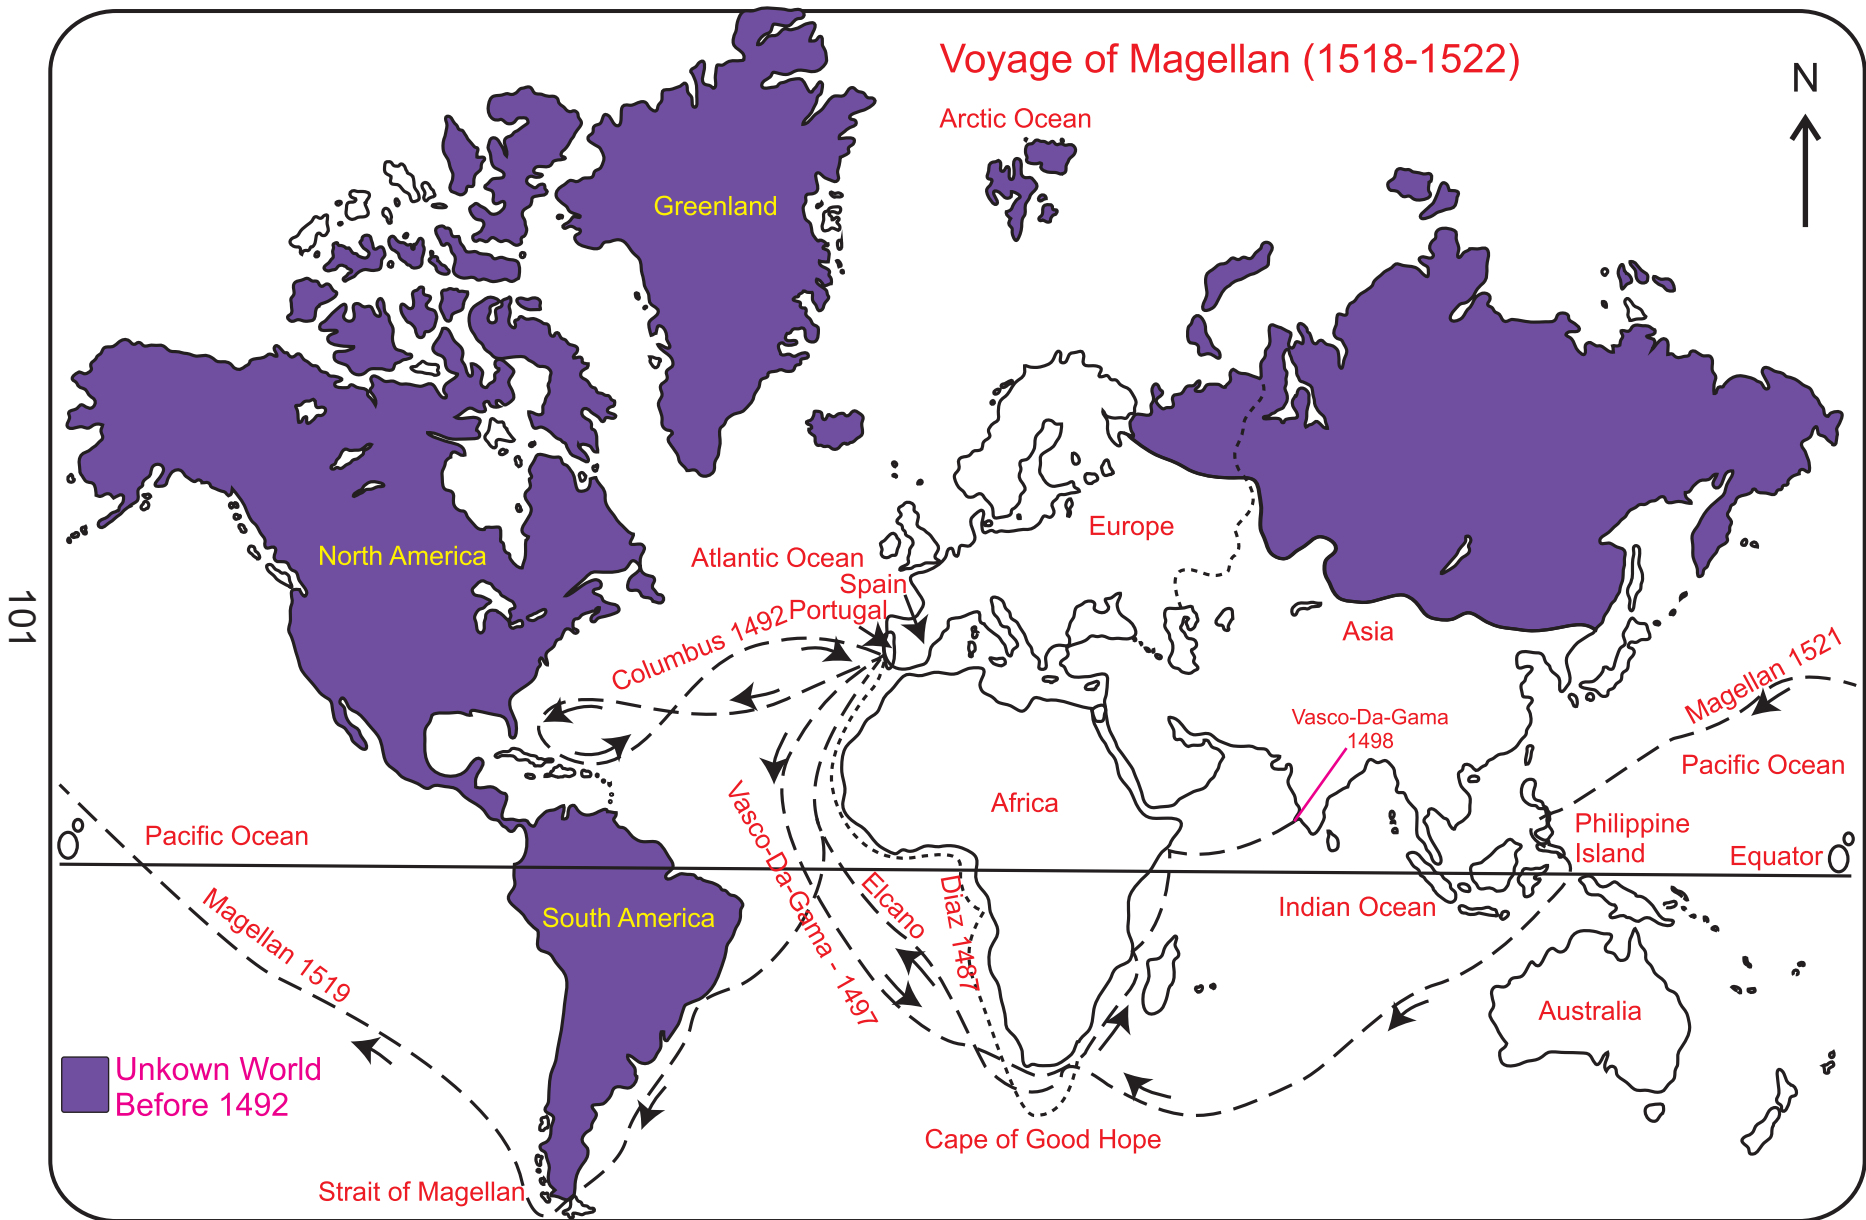 Voyage of Magellan (1518-1522)
N
Arctic Ocean
Greenland
North America
Atlantic Ocean
Europe
Spain
Portugal
Columbus 1492
Asia
Magellan 1521
101
Vasco-Da-Gama
1498
Pacific Ocean
Africa
Philippine
Island
Pacific Ocean
Equator
0
0
Vasco-Da-Gama - 1497
Elcano
Diaz 1487
Indian Ocean
South America
Magellan 1519
Australia
Unkown World
Before 1492
Cape of Good Hope
Strait of Magellan